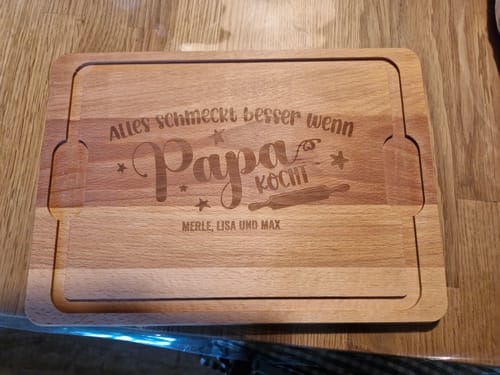 Alles schmeckt besser wenn
Papa
kocht
MERLE, LISA UND MAX